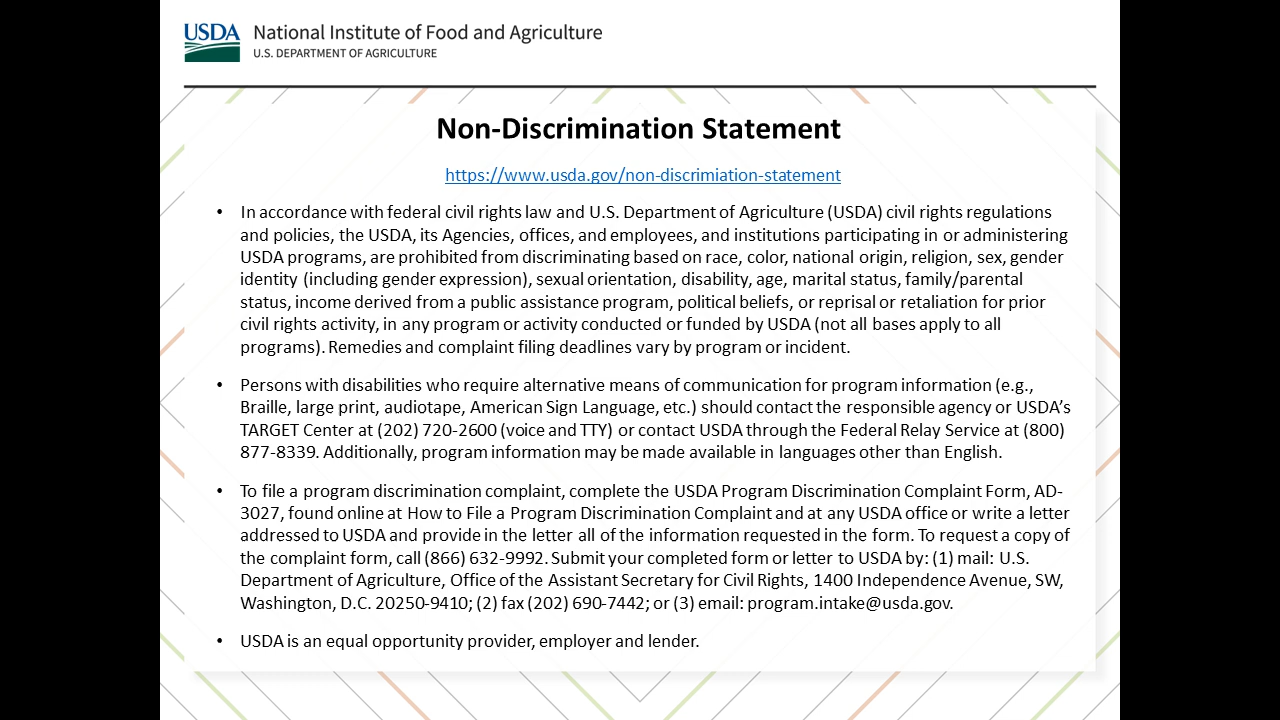 USDA
National Institute of Food and Agriculture
U.S. DEPARTMENT OF AGRICULTURE
Non-Discrimination Statement
https://www.usda.gov/non-discrimiation-statement
• In accordance with federal civil rights law and U.S. Department of Agriculture (USDA) civil rights regulations
and policies, the USDA, its Agencies, offices, and employees, and institutions participating in or administering
USDA programs, are prohibited from discriminating based on race, color, national origin, religion, sex, gender
identity (including gender expression), sexual orientation, disability, age, marital status, family/parental
status, income derived from a public assistance program, political beliefs, or reprisal or retaliation for prior
civil rights activity, in any program or activity conducted or funded by USDA (not all bases apply to all
programs). Remedies and complaint filing deadlines vary by program or incident.
• Persons with disabilities who require alternative means of communication for program information (e.g.,
Braille, large print, audiotape, American Sign Language, etc.) should contact the responsible agency or USDA’s
TARGET Center at (202) 720-2600 (voice and TTY) or contact USDA through the Federal Relay Service at (800)
877-8339. Additionally, program information may be made available in languages other than English.
• To file a program discrimination complaint, complete the USDA Program Discrimination Complaint Form, AD-
3027, found online at How to File a Program Discrimination Complaint and at any USDA office or write a letter
addressed to USDA and provide in the letter all of the information requested in the form. To request a copy of
the complaint form, call (866) 632-9992. Submit your completed form or letter to USDA by: (1) mail: U.S.
Department of Agriculture, Office of the Assistant Secretary for Civil Rights, 1400 Independence Avenue, SW,
Washington, D.C. 20250-9410; (2) fax (202) 690-7442; or (3) email: program.intake@usda.gov.
• USDA is an equal opportunity provider, employer and lender.